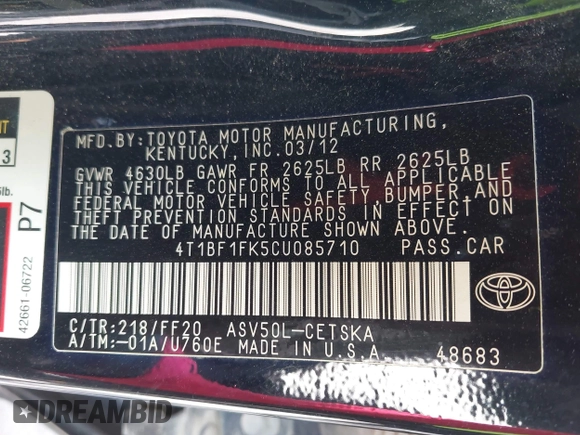 MFD.BY:TOYOTA MOTOR MANUFACTURING,
KENTUCKY,INC.03/12
GVWR 4630LB GAWR FR 2625LB RR 2625LB
THIS VEHICLE CONFORMS TO ALL APPLICABLE
FEDERAL MOTOR VEHICLE SAFETY,BUMPER,AND
THEFT PREVENTION STANDARDS IN EFFECT ON
THE DATE OF MANUFACTURE SHOWN ABOVE.
4T1BF1FK5CU085710 PASS.CAR
C/TR:218/FF20 ASV50L-CETSKA
A/TM:-01A/U760E MADE IN U.S.A. 48683
P7
42661-06722
3
lb.
DREAMBID